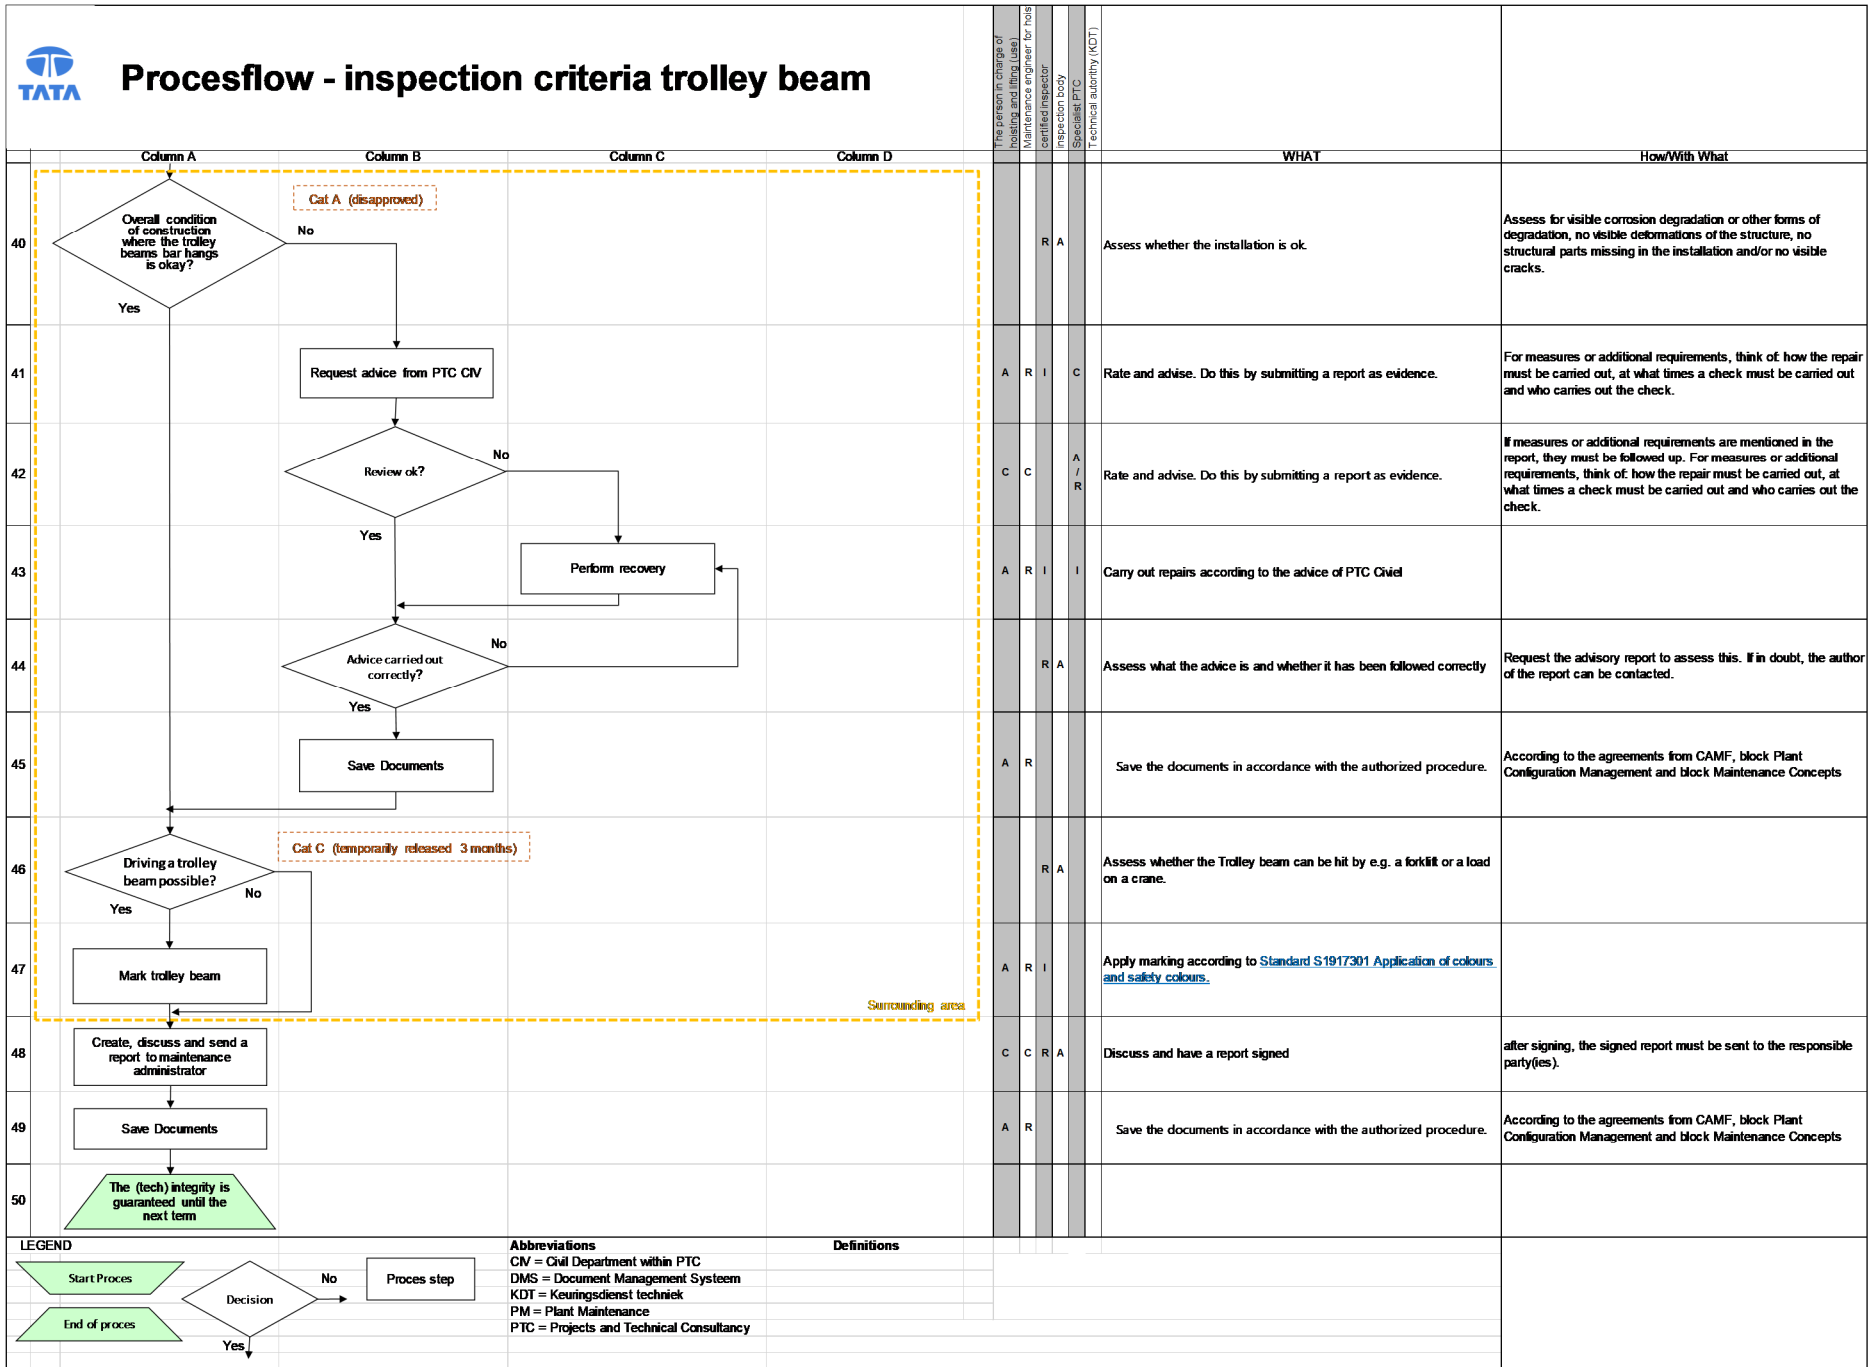 TATA
Procesflow - inspection criteria trolley beam
The person in charge of
hoisting and lifting (use)
Maintenance engineer for hois
certified inspector
inspection body
Specialist PTC
Technical autorithy (KDT)
Column A
Column B
Column C
Column D
WHAT
How/With What
40
Overall condition
of construction
where the trolley
beams bar hangs
is okay?
No
Yes
Cat A (disapproved)
R A
Assess whether the installation is ok.
Assess for visible corrosion degradation or other forms of
degradation, no visible deformations of the structure, no
structural parts missing in the installation and/or no visible
cracks.
41
Request advice from PTC CIV
A R I C
Rate and advise. Do this by submitting a report as evidence.
For measures or additional requirements, think of: how the repair
must be carried out, at what times a check must be carried out
and who carries out the check.
42
Review ok?
No
Yes
C C A
/
R
Rate and advise. Do this by submitting a report as evidence.
If measures or additional requirements are mentioned in the
report, they must be followed up. For measures or additional
requirements, think of: how the repair must be carried out, at
what times a check must be carried out and who carries out the
check.
43
Perform recovery
A R I I
Carry out repairs according to the advice of PTC Civiel
44
Advice carried out
correctly?
No
Yes
R A
Assess what the advice is and whether it has been followed correctly
Request the advisory report to assess this. If in doubt, the author
of the report can be contacted.
45
Save Documents
A R
Save the documents in accordance with the authorized procedure.
According to the agreements from CAMF, block Plant
Configuration Management and block Maintenance Concepts
46
Driving a trolley
beam possible?
No
Yes
Cat C (temporarily released 3 months)
R A
Assess whether the Trolley beam can be hit by e.g. a forklift or a load
on a crane.
47
Mark trolley beam
Surrounding area
A R I
Apply marking according to Standard S1917301 Application of colours
and safety colours.
48
Create, discuss and send a
report to maintenance
administrator
C C R A
Discuss and have a report signed
after signing, the signed report must be sent to the responsible
party(ies).
49
Save Documents
A R
Save the documents in accordance with the authorized procedure.
According to the agreements from CAMF, block Plant
Configuration Management and block Maintenance Concepts
50
The (tech) integrity is
guaranteed until the
next term
LEGEND
Start Proces
End of proces
Decision
No
Yes
Proces step
Abbreviations
CIV = Civil Department within PTC
DMS = Document Management Systeem
KDT = Keuringsdienst techniek
PM = Plant Maintenance
PTC = Projects and Technical Consultancy
Definitions